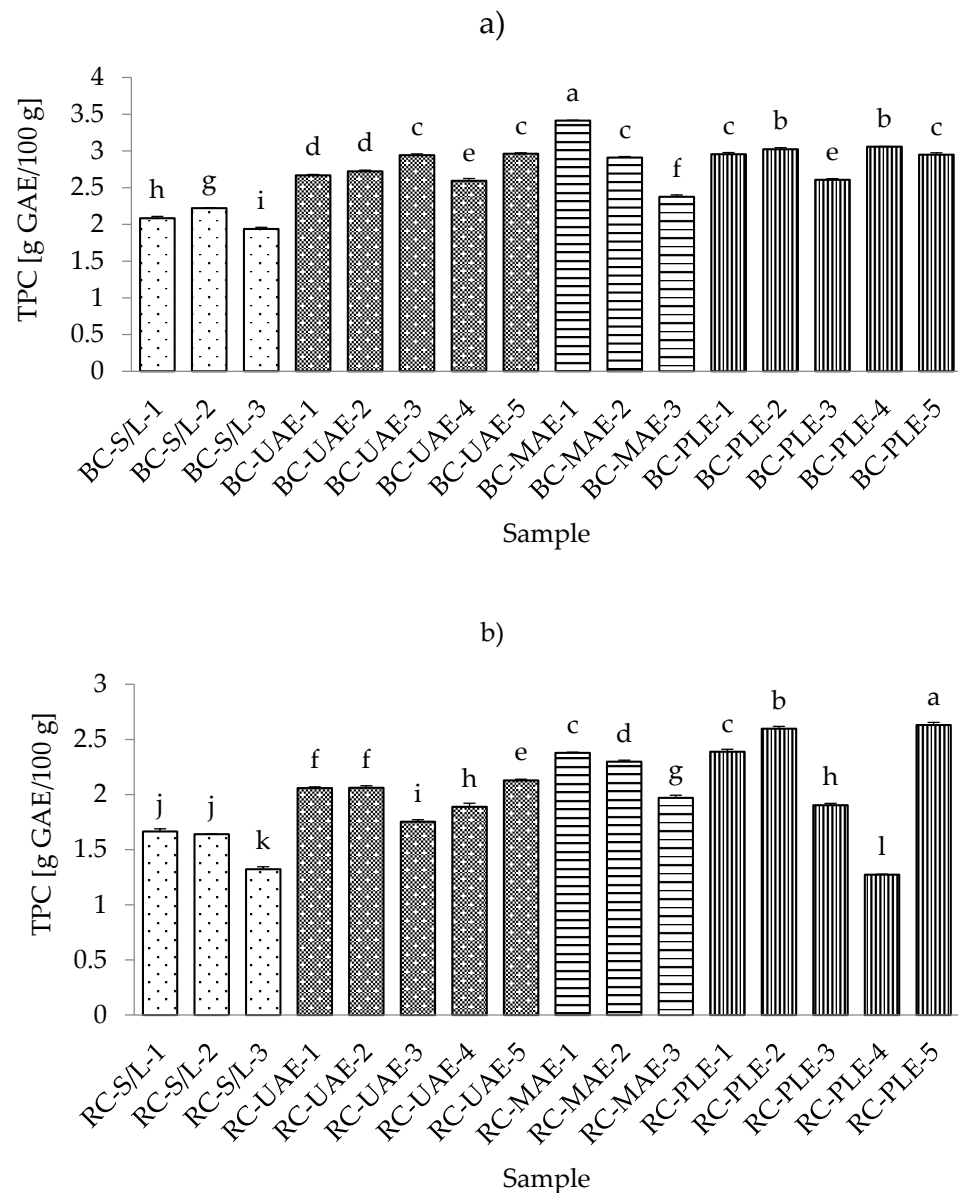 a)
TPC [g GAE/100 g]
4
3.5
3
2.5
2
1.5
1
0.5
0
h g i d d c e c a c f c b e b c
BC-S/L-1
BC-S/L-2
BC-S/L-3
BC-UAE-1
BC-UAE-2
BC-UAE-3
BC-UAE-4
BC-UAE-5
BC-MAE-1
BC-MAE-2
BC-MAE-3
BC-PLE-1
BC-PLE-2
BC-PLE-3
BC-PLE-4
BC-PLE-5
Sample
b)
TPC [g GAE/100 g]
3
2.5
2
1.5
1
0.5
0
j j k f f i h e c d g c b h l a
RC-S/L-1
RC-S/L-2
RC-S/L-3
RC-UAE-1
RC-UAE-2
RC-UAE-3
RC-UAE-4
RC-UAE-5
RC-MAE-1
RC-MAE-2
RC-MAE-3
RC-PLE-1
RC-PLE-2
RC-PLE-3
RC-PLE-4
RC-PLE-5
Sample